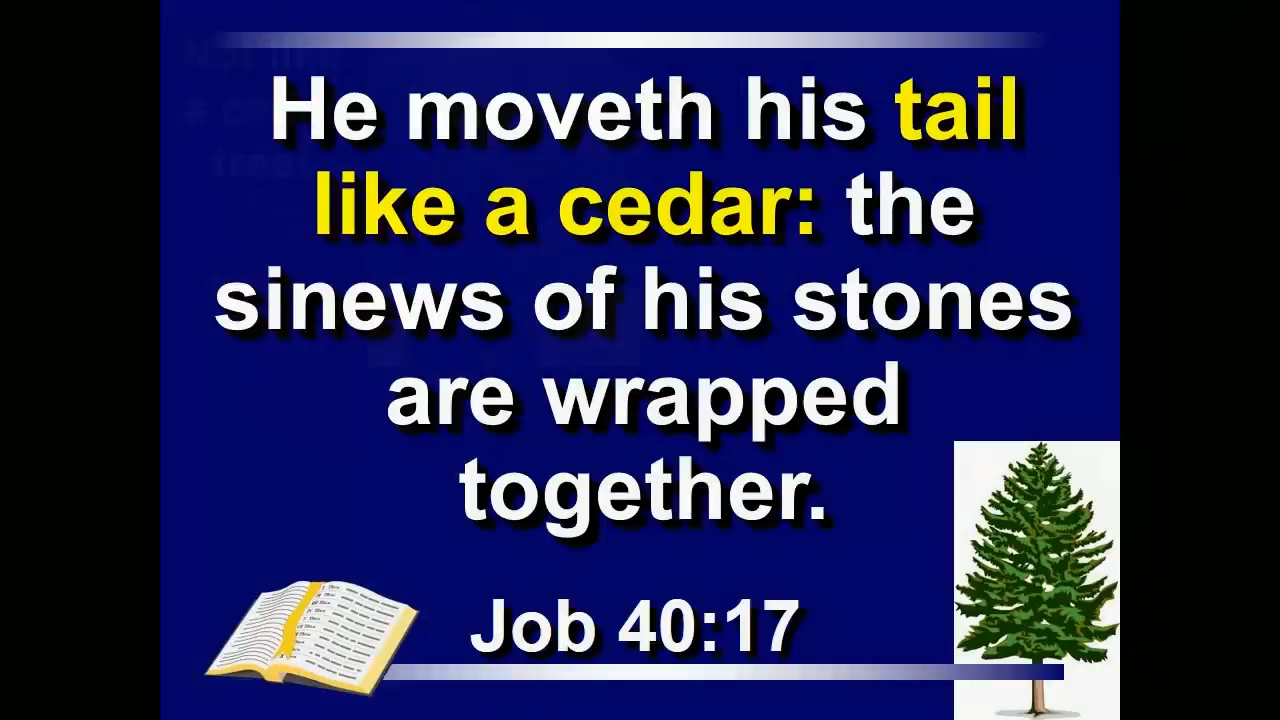 He moveth his tail
like a cedar: the
sinews of his stones
are wrapped
together.
Job 40:17